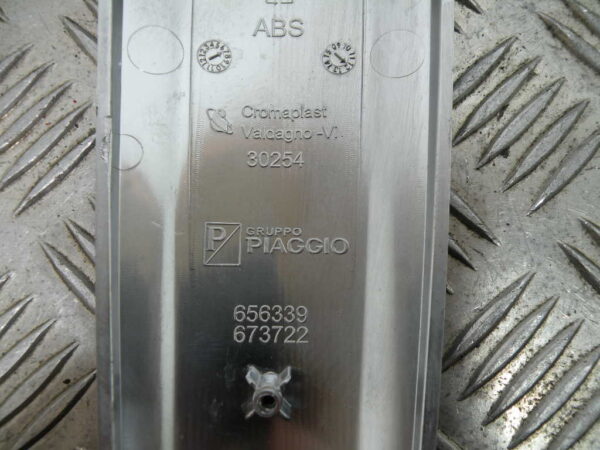 ABS
Cromaplast
Valdagno -VI
30254
P
GRUPPO
PIAGGIO
656339
673722